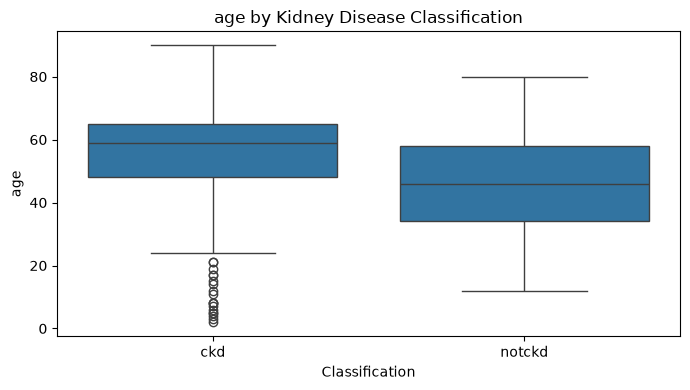 age by Kidney Disease Classification
age
80
60
40
20
0
ckd
notckd
Classification